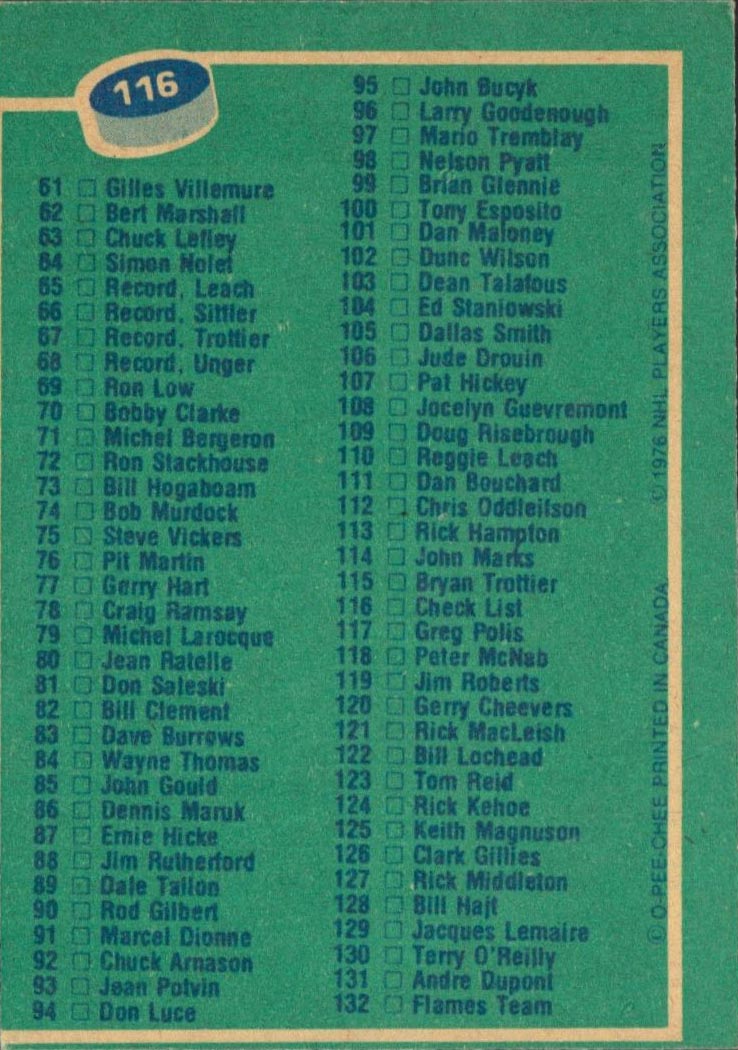 116
61 Gilles Villemure
62 Bert Marshall
63 Chuck Lefley
64 Simon Nolet
65 Record, Leach
66 Record, Sittler
67 Record, Trottier
68 Record, Unger
69 Ron Low
70 Bobby Clarke
71 Michel Bergeron
72 Ron Stackhouse
73 Bill Hogaboam
74 Bob Murdock
75 Steve Vickers
76 Pit Martin
77 Gerry Hart
78 Craig Ramsay
79 Michel Larocque
80 Jean Ratelle
81 Don Saleski
82 Bill Clement
83 Dave Burrows
84 Wayne Thomas
85 John Gould
86 Dennis Maruk
87 Ernie Hicke
88 Jim Rutherford
89 Dale Tallon
90 Rod Gilbert
91 Marcel Dionne
92 Chuck Arnason
93 Jean Potvin
94 Don Luce
95 John Bucyk
96 Larry Goodenough
97 Mario Tremblay
98 Nelson Pyatt
99 Brian Glennie
100 Tony Esposito
101 Dan Maloney
102 Dunc Wilson
103 Dean Talafous
104 Ed Staniowski
105 Dallas Smith
106 Jude Drouin
107 Pat Hickey
108 Jocelyn Guevremont
109 Doug Risebrough
110 Reggie Leach
111 Dan Bouchard
112 Chris Oddleifson
113 Rick Hampton
114 John Marks
115 Bryan Trottier
116 Check List
117 Greg Polis
118 Peter McNab
119 Jim Roberts
120 Gerry Cheevers
121 Rick MacLeish
122 Bill Lochead
123 Tom Reid
124 Rick Kehoe
125 Keith Magnuson
126 Clark Gillies
127 Rick Middleton
128 Bill Hajt
129 Jacques Lemaire
130 Terry O'Reilly
131 Andre Dupont
132 Flames Team
© O-PEE-CHEE PRINTED IN CANADA © 1976 NHL PLAYERS ASSOCIATION